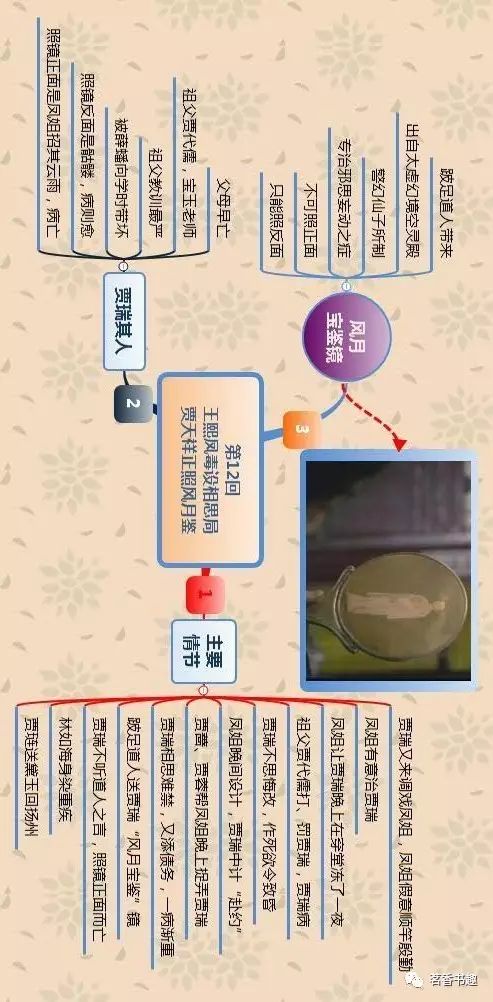 第12回
王熙凤毒设相思局
贾天祥正照风月鉴
1
主要
情节
贾瑞又来调戏凤姐，凤姐假意顺竿殷勤
凤姐有意治贾瑞
凤姐让贾瑞晚上在穿堂冻了一夜
祖父贾代儒打，罚贾瑞，贾瑞病
贾瑞不思悔改，作死欲令致昏
凤姐晚间设计，贾瑞中计“赴约”
贾蔷、贾蓉帮凤姐晚上捉弄贾瑞
贾瑞相思难禁，又添债务，一病渐重
跛足道人送贾瑞“风月宝鉴”镜
贾瑞不听道人之言，照镜正面而亡
林如海身染重疾
贾琏送黛玉回扬州
2
贾瑞其人
父母早亡
祖父贾代儒，宝玉老师
祖父教训最严
被薛蟠向学时带环
照镜反面是骷髅，病则愈
照镜正面是凤姐招其云雨，病亡
3
风月
宝鉴镜
跛足道人带来
出自太虚幻境空灵殿
警幻仙子所制
专治邪思妄动之症
不可照正面
只能照反面
茗香书趣